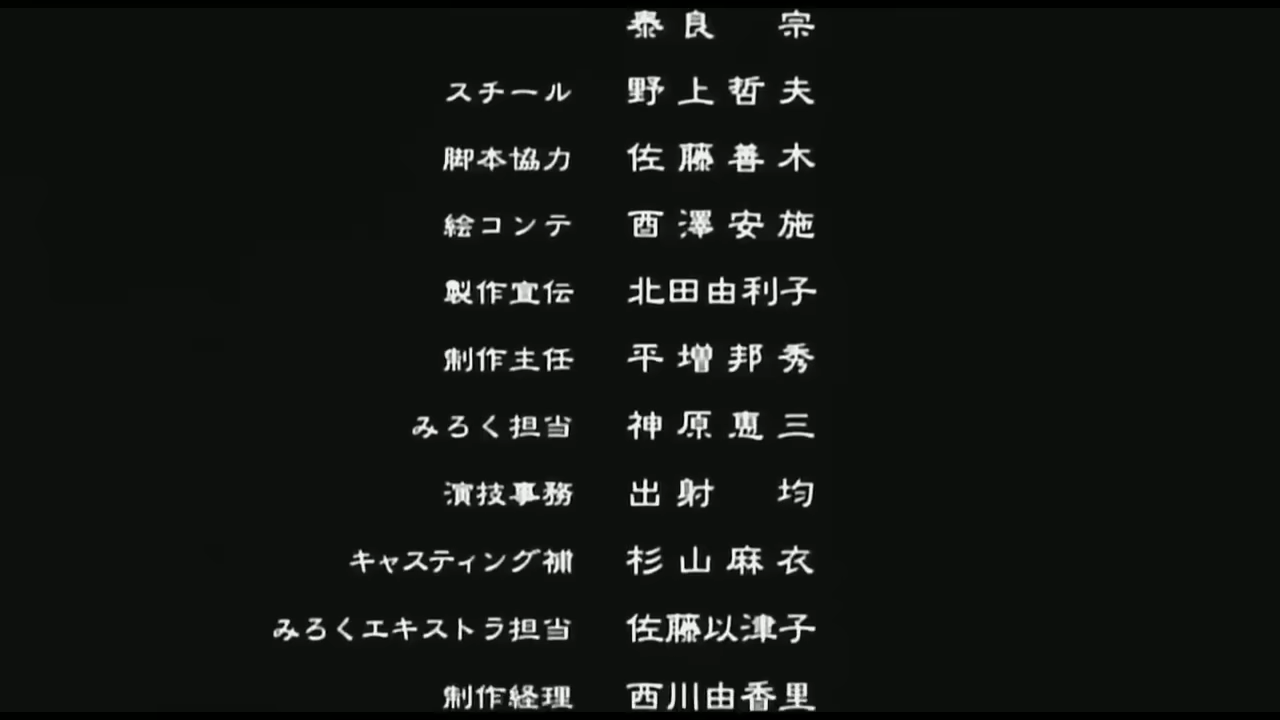 泰良 宗
スチール 野上哲夫
脚本協力 佐藤善木
絵コンテ 酉澤安施
製作宣伝 北田由利子
制作主任 平増邦秀
みろく担当 神原恵三
演技事務 出射 均
キャスティング補 杉山麻衣
みろくエキストラ担当 佐藤以津子
制作経理 西川由香里